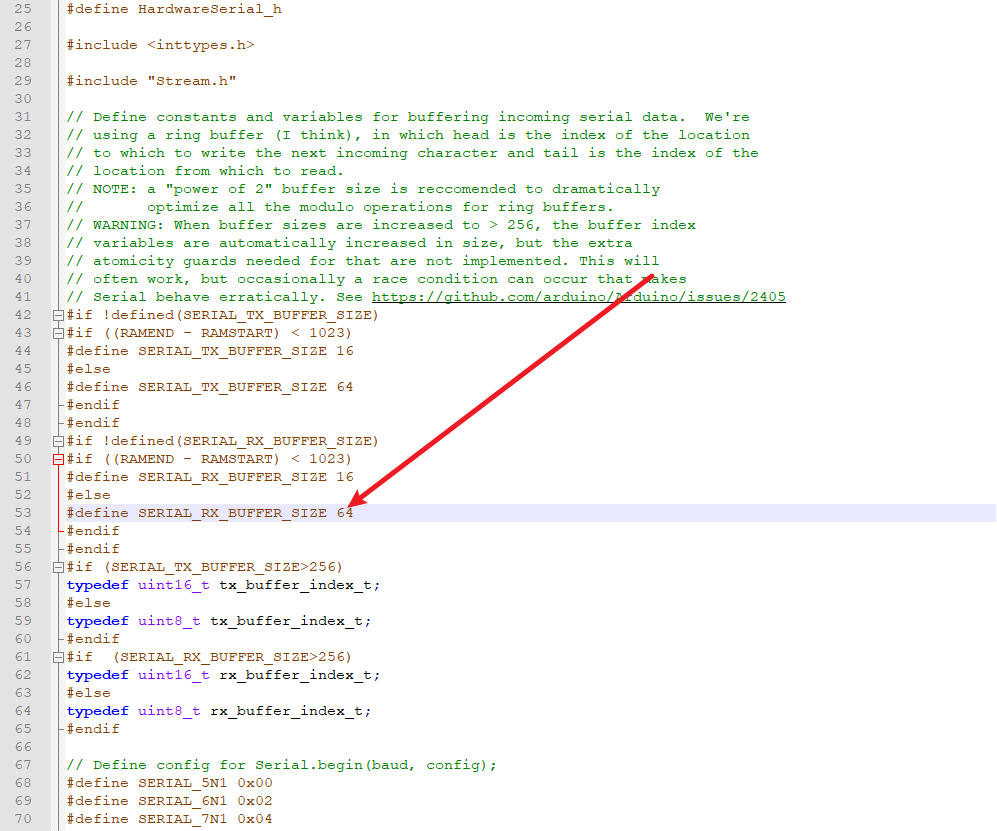 25 #define HardwareSerial_h
26
27 #include <inttypes.h>
28
29 #include "Stream.h"
30
31 // Define constants and variables for buffering incoming serial data.  We're
32 // using a ring buffer (I think), in which head is the index of the location
33 // to which to write the next incoming character and tail is the index of the
34 // location from which to read.
35 // NOTE: a "power of 2" buffer size is reccomended to dramatically
36 //       optimize all the modulo operations for ring buffers.
37 // WARNING: When buffer sizes are increased to > 256, the buffer index
38 // variables are automatically increased in size, but the extra
39 // atomicity guards needed for that are not implemented. This will
40 // often work, but occasionally a race condition can occur that makes
41 // Serial behave erratically. See https://github.com/arduino/Arduino/issues/2405
42 #if !defined(SERIAL_TX_BUFFER_SIZE)
43 #if ((RAMEND - RAMSTART) < 1023)
44 #define SERIAL_TX_BUFFER_SIZE 16
45 #else
46 #define SERIAL_TX_BUFFER_SIZE 64
47 #endif
48 #endif
49 #if !defined(SERIAL_RX_BUFFER_SIZE)
50 #if ((RAMEND - RAMSTART) < 1023)
51 #define SERIAL_RX_BUFFER_SIZE 16
52 #else
53 #define SERIAL_RX_BUFFER_SIZE 64
54 #endif
55 #endif
56 #if (SERIAL_TX_BUFFER_SIZE>256)
57 typedef uint16_t tx_buffer_index_t;
58 #else
59 typedef uint8_t tx_buffer_index_t;
60 #endif
61 #if  (SERIAL_RX_BUFFER_SIZE>256)
62 typedef uint16_t rx_buffer_index_t;
63 #else
64 typedef uint8_t rx_buffer_index_t;
65 #endif
66
67 // Define config for Serial.begin(baud, config);
68 #define SERIAL_5N1 0x00
69 #define SERIAL_6N1 0x02
70 #define SERIAL_7N1 0x04